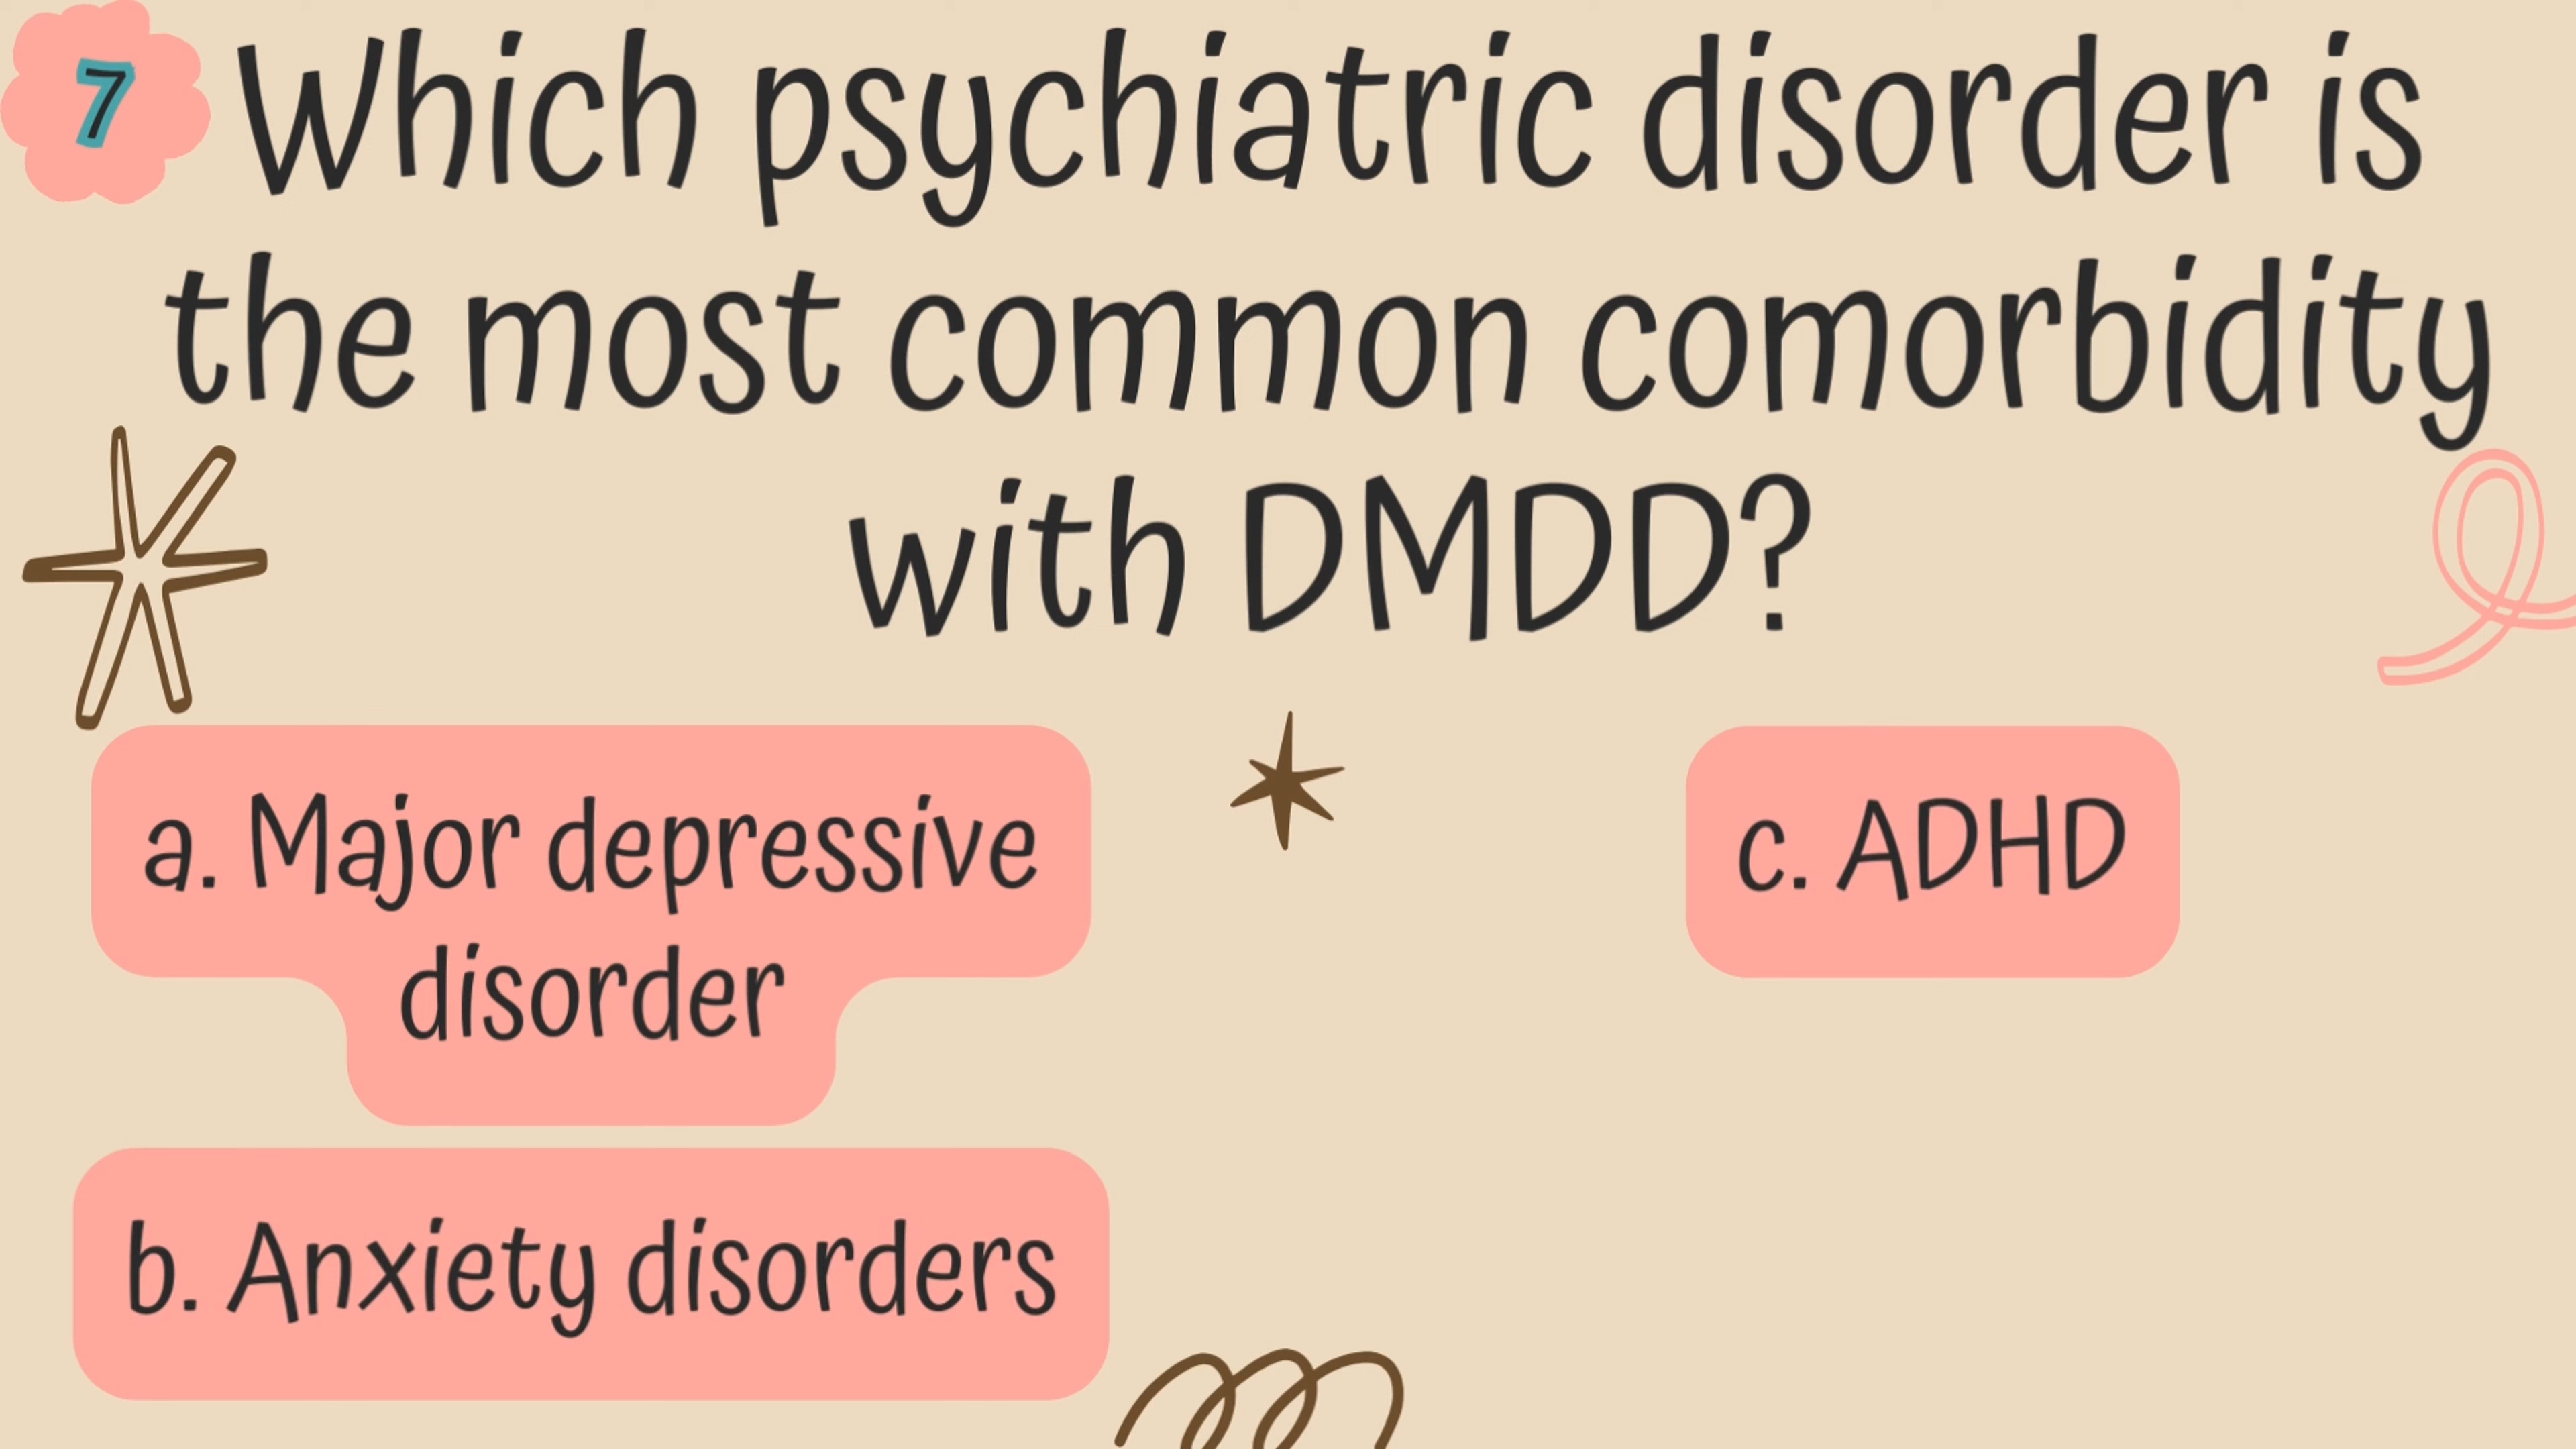 7 Which psychiatric disorder is
the most common comorbidity
with DMDD?
a. Major depressive
disorder
b. Anxiety disorders
c. ADHD